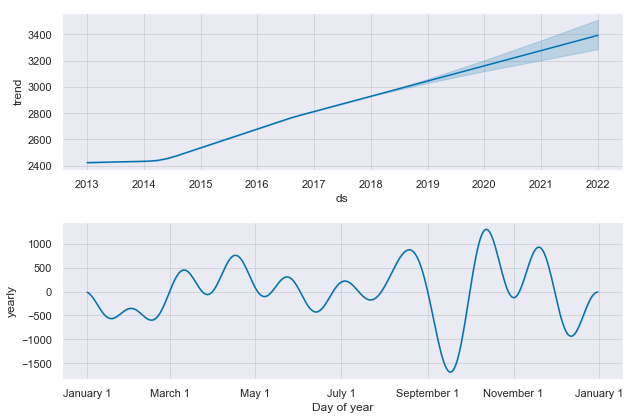 3400
3200
3000
2800
2600
2400
trend
2013 2014 2015 2016 2017 2018 2019 2020 2021 2022
ds
1000
500
0
−500
−1000
−1500
yearly
January 1 March 1 May 1 July 1 September 1 November 1 January 1
Day of year